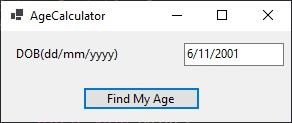 AgeCalculator
DOB(dd/mm/yyyy) 6/11/2001
Find My Age